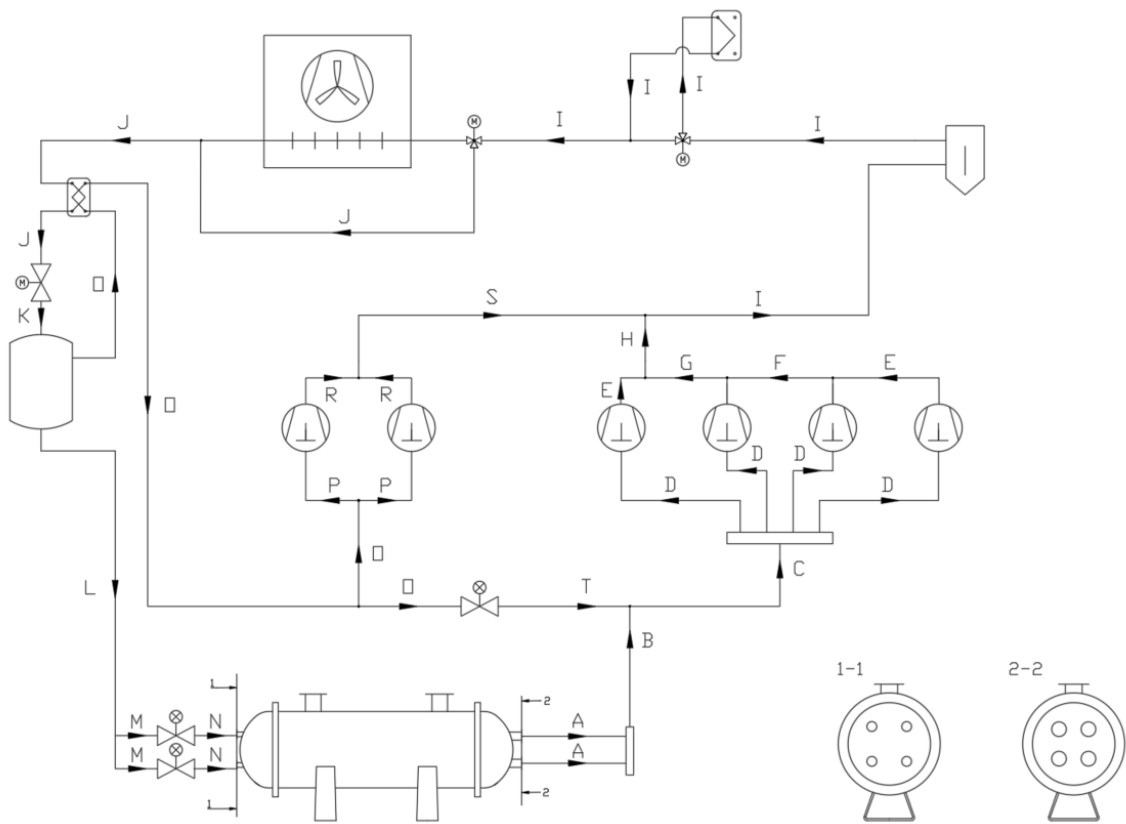 I I
J M I I
M
J
J
M O
S I
K
H
G F E
R R E
O
D D
P P D D
O
C
L O T
B
1-1 2-2
1 2
M N A
M N A
1 2